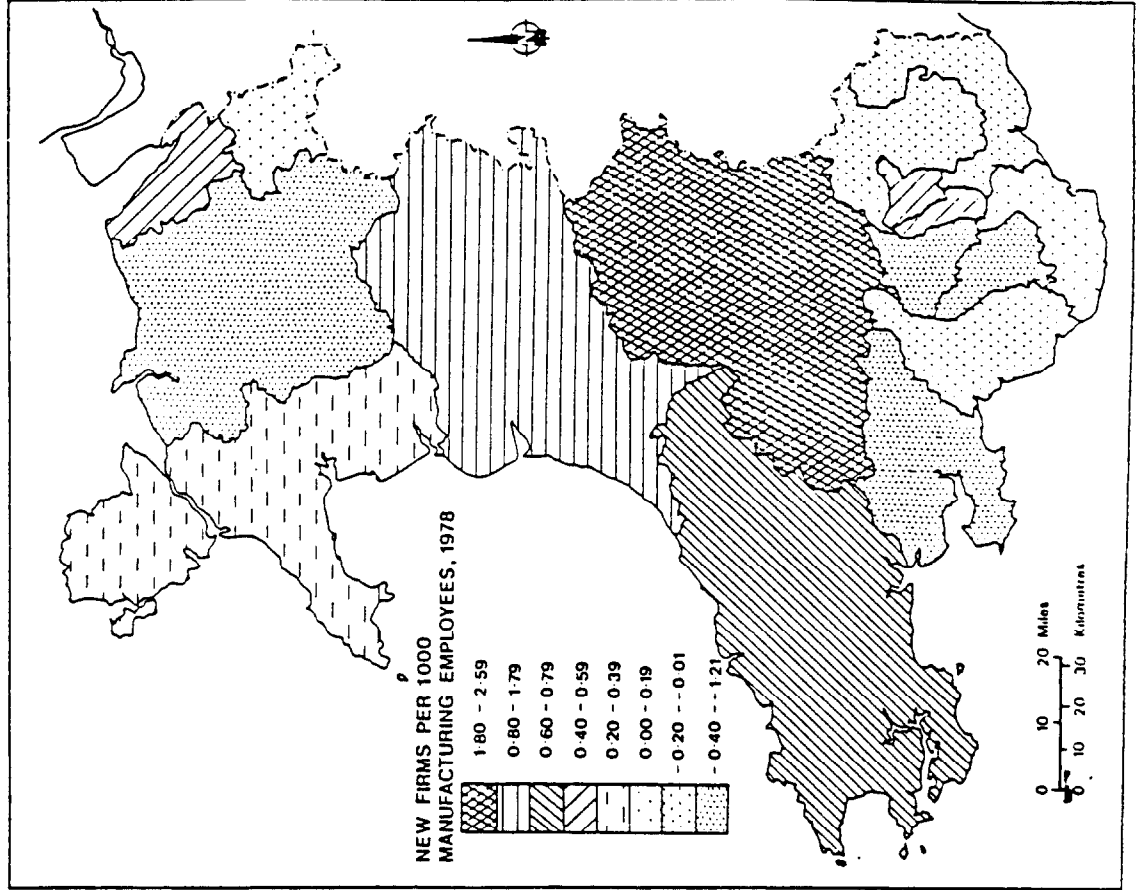 NEW FIRMS PER 1000
MANUFACTURING EMPLOYEES, 1978
1·80 - 2·59
0·80 - 1·79
0·60 - 0·79
0·40 - 0·59
0·20 - 0·39
0·00 - 0·19
-0·20 - -0·01
-0·40 - -1·21
0 10 20 Miles
0 10 20 30 Kilometres